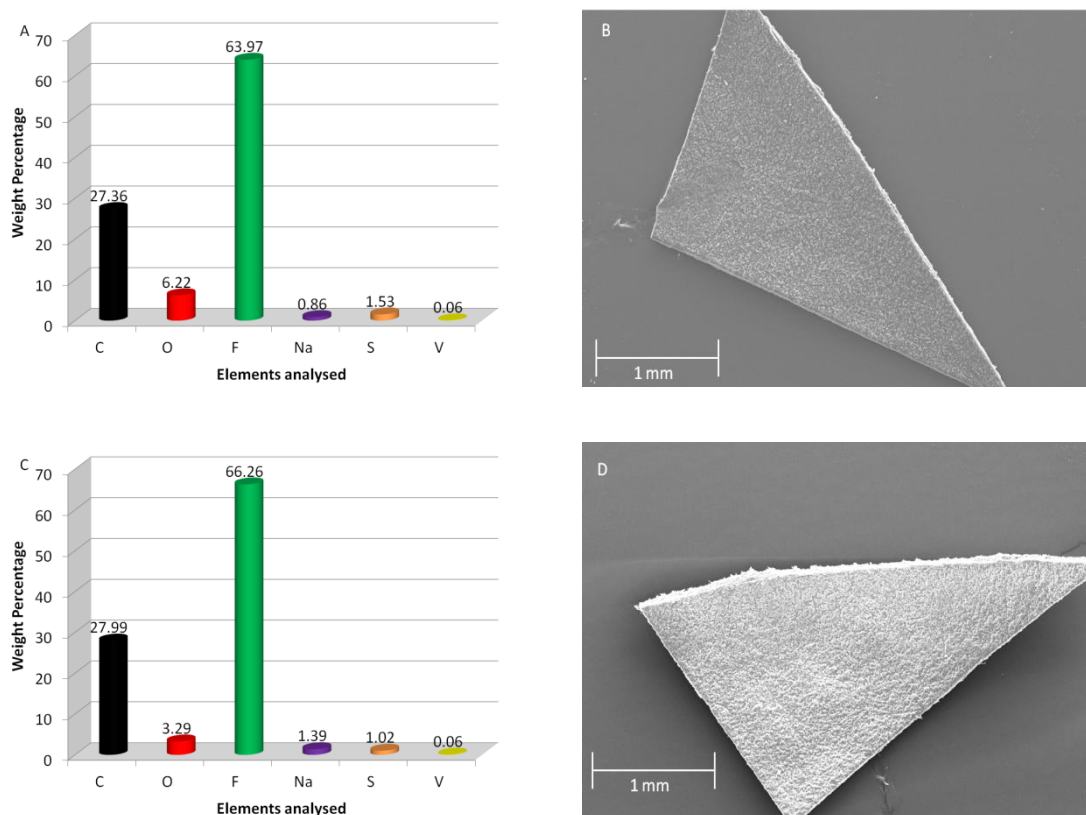 A
Weight Percentage
70
60
50
40
30
20
10
0
27.36
6.22
63.97
0.86
1.53
0.06
C O F Na S V
Elements analysed
B
1 mm
C
Weight Percentage
70
60
50
40
30
20
10
0
27.99
3.29
66.26
1.39
1.02
0.06
C O F Na S V
Elements analysed
D
1 mm